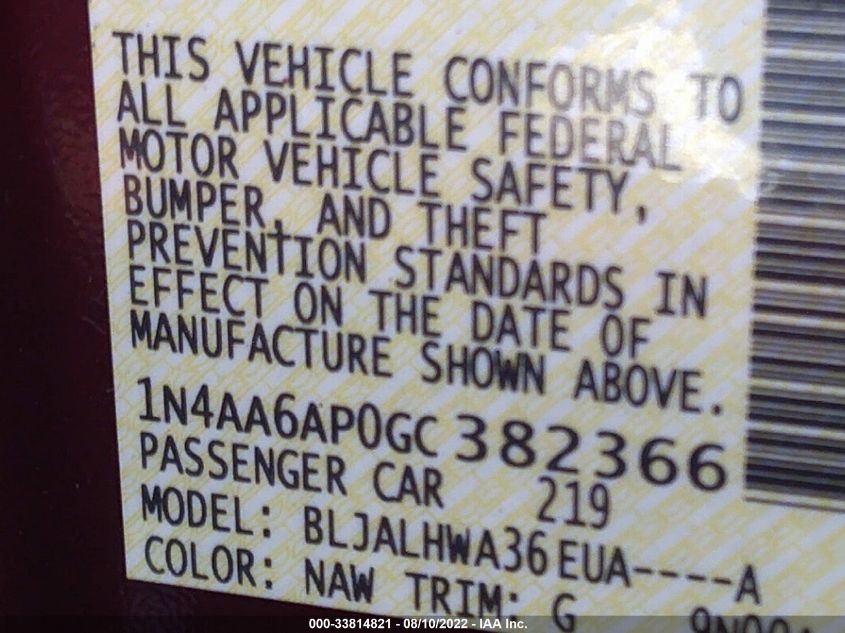 THIS VEHICLE CONFORMS TO
ALL APPLICABLE FEDERAL
MOTOR VEHICLE SAFETY,
BUMPER, AND THEFT
PREVENTION STANDARDS IN
EFFECT ON THE DATE OF
MANUFACTURE SHOWN ABOVE.
1N4AA6AP0GC382366
PASSENGER CAR 219
MODEL: BLJALHWA36EUA----A
COLOR: NAW TRIM: G
000-33814821 - 08/10/2022 - IAA Inc.